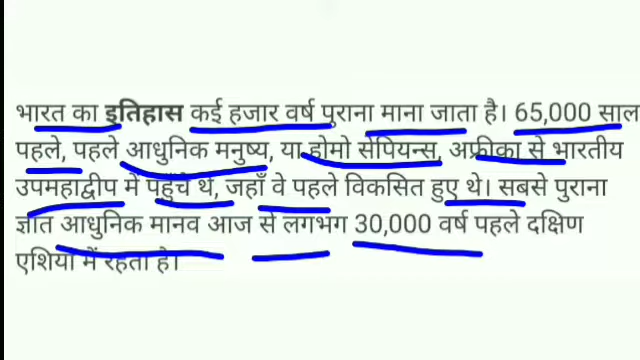 भारत का इतिहास कई हजार वर्ष पुराना माना जाता है। 65,000 साल
पहले, पहले आधुनिक मनुष्य, या होमो सेपियन्स, अफ्रीका से भारतीय
उपमहाद्वीप में पहुँचे थे, जहाँ वे पहले विकसित हुए थे। सबसे पुराना
ज्ञात आधुनिक मानव आज से लगभग 30,000 वर्ष पहले दक्षिण
एशिया में रहता है।